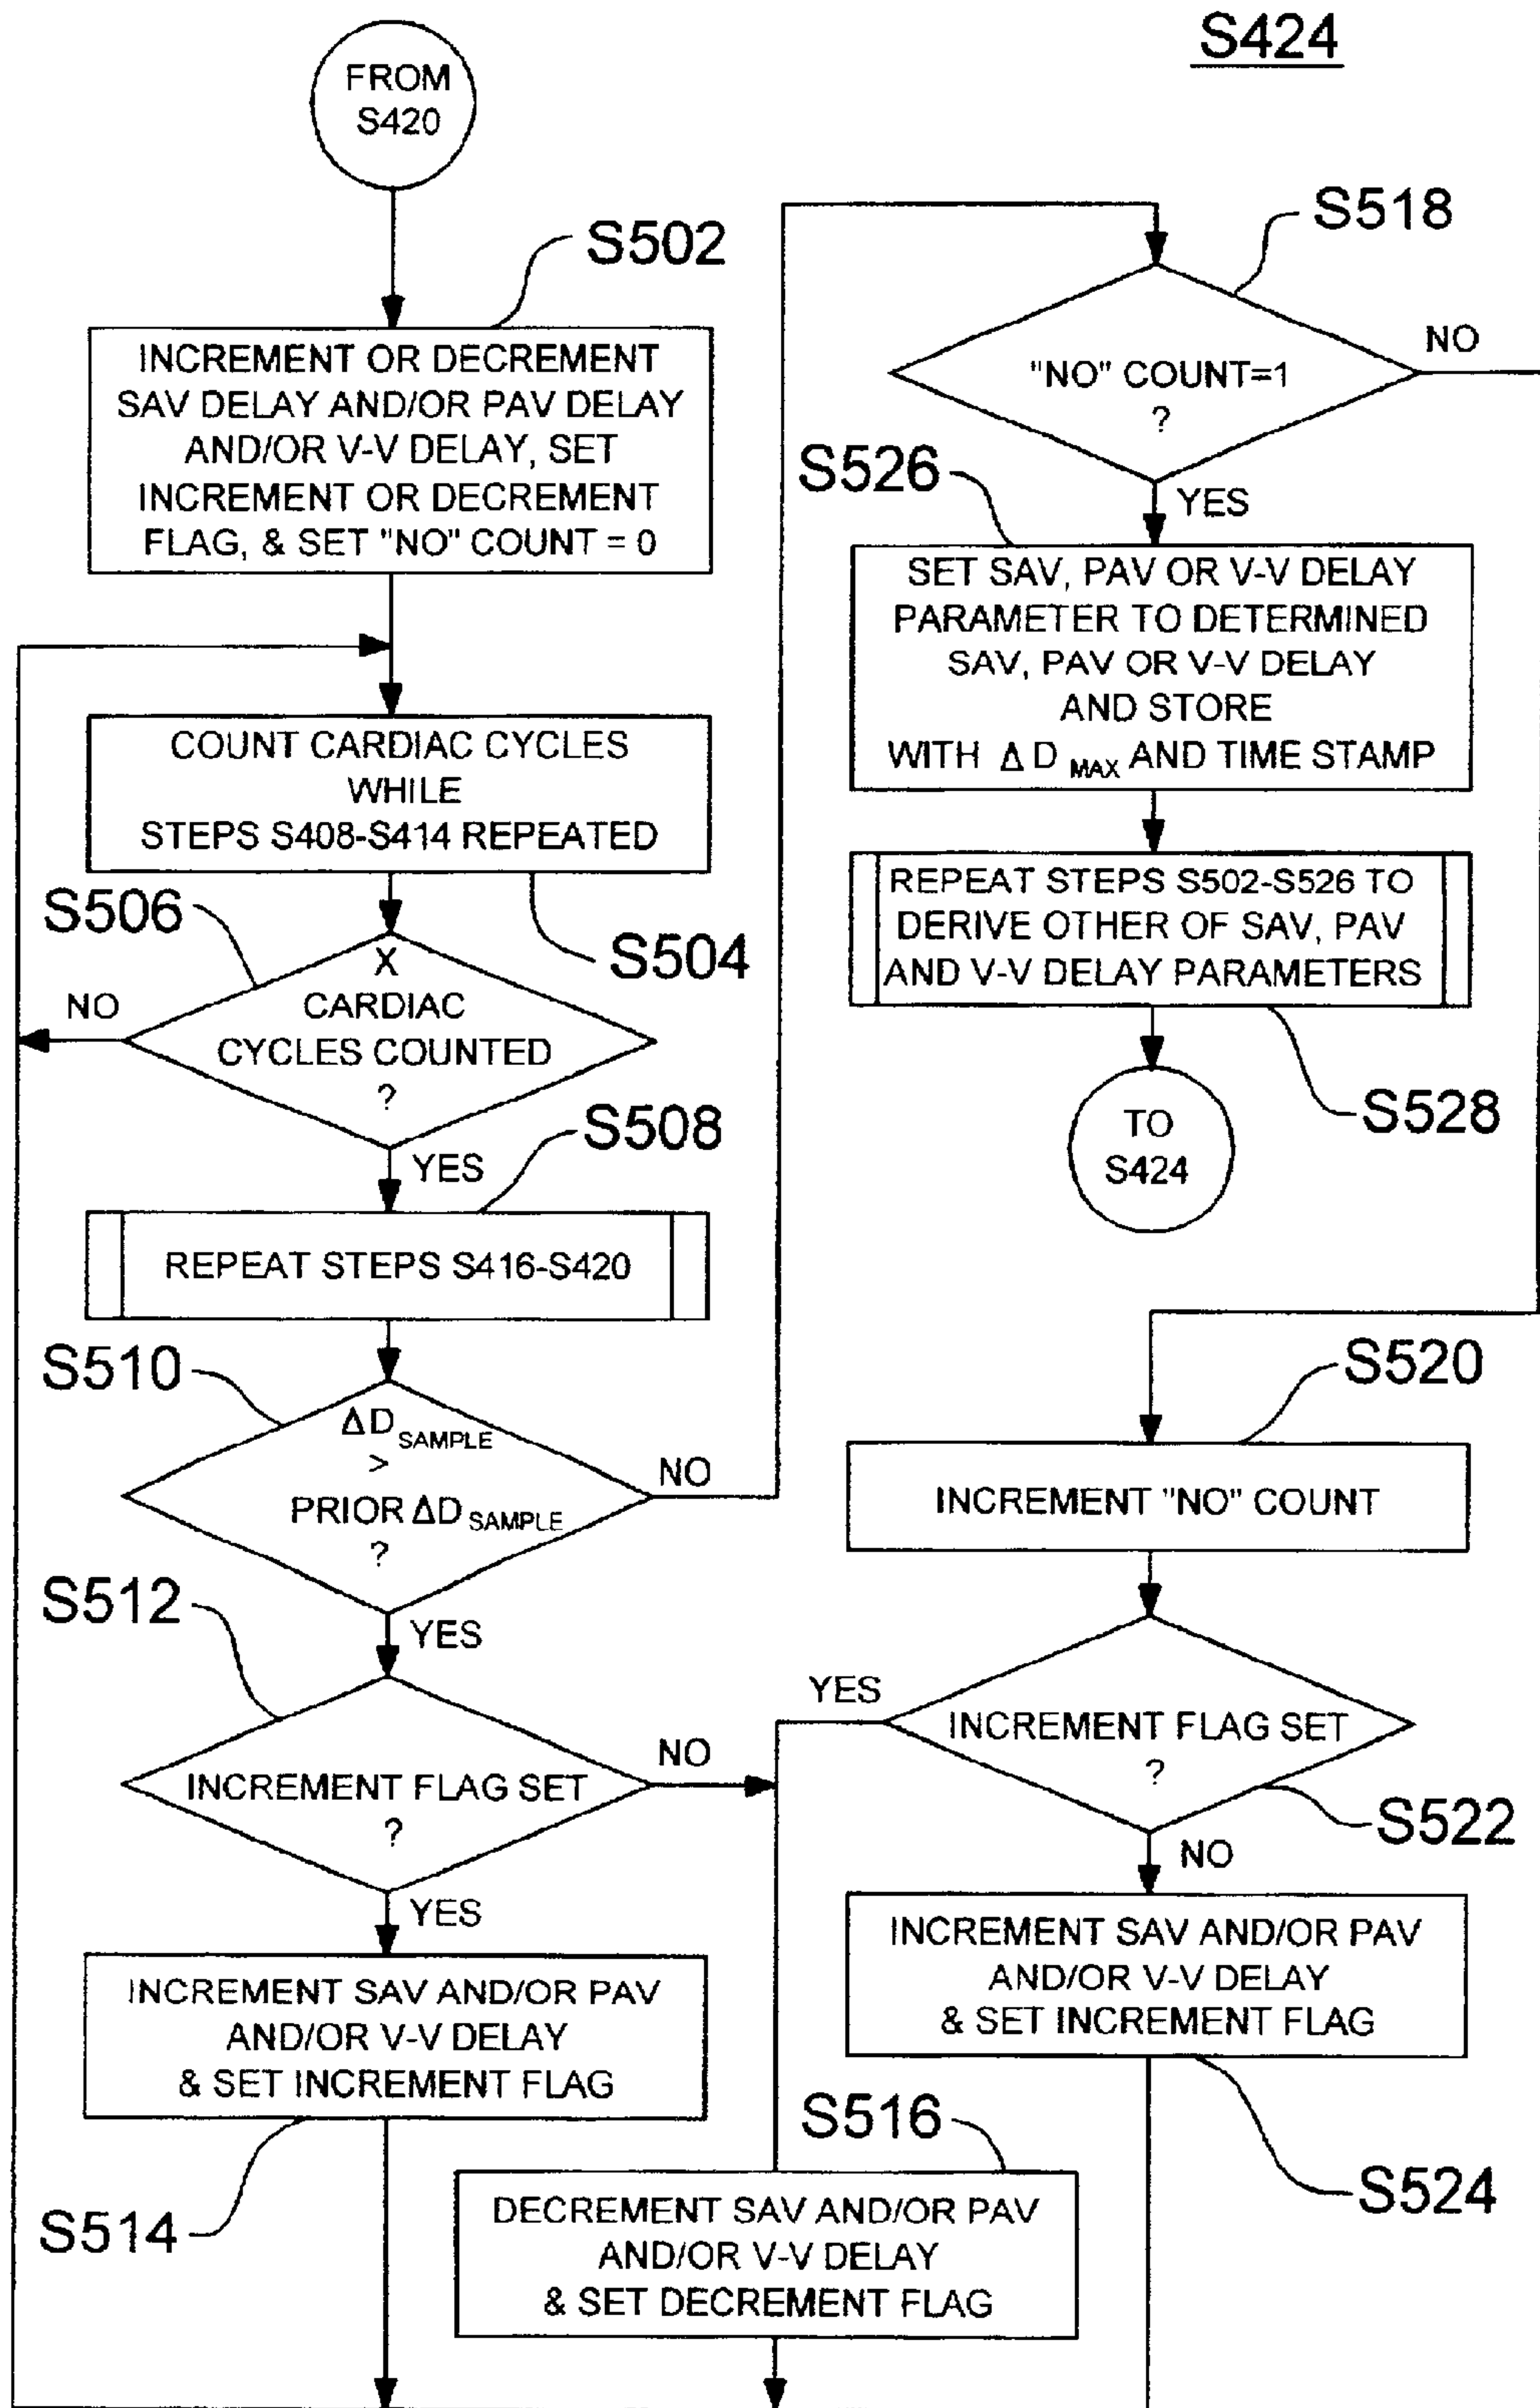 S424
FROM
S420
S502
INCREMENT OR DECREMENT
SAV DELAY AND/OR PAV DELAY
AND/OR V-V DELAY, SET
INCREMENT OR DECREMENT
FLAG, & SET "NO" COUNT = 0
COUNT CARDIAC CYCLES
WHILE
STEPS S408-S414 REPEATED
S504
S506
X
CARDIAC
CYCLES COUNTED
?
NO
YES
S508
REPEAT STEPS S416-S420
S510
ΔD SAMPLE
>
PRIOR ΔD SAMPLE
?
NO
YES
S512
INCREMENT FLAG SET
?
NO
YES
INCREMENT SAV AND/OR PAV
AND/OR V-V DELAY
& SET INCREMENT FLAG
S514
S516
DECREMENT SAV AND/OR PAV
AND/OR V-V DELAY
& SET DECREMENT FLAG
S518
"NO" COUNT=1
?
NO
YES
S526
SET SAV, PAV OR V-V DELAY
PARAMETER TO DETERMINED
SAV, PAV OR V-V DELAY
AND STORE
WITH Δ D MAX AND TIME STAMP
REPEAT STEPS S502-S526 TO
DERIVE OTHER OF SAV, PAV
AND V-V DELAY PARAMETERS
S528
TO
S424
S520
INCREMENT "NO" COUNT
YES
INCREMENT FLAG SET
?
S522
NO
INCREMENT SAV AND/OR PAV
AND/OR V-V DELAY
& SET INCREMENT FLAG
S524